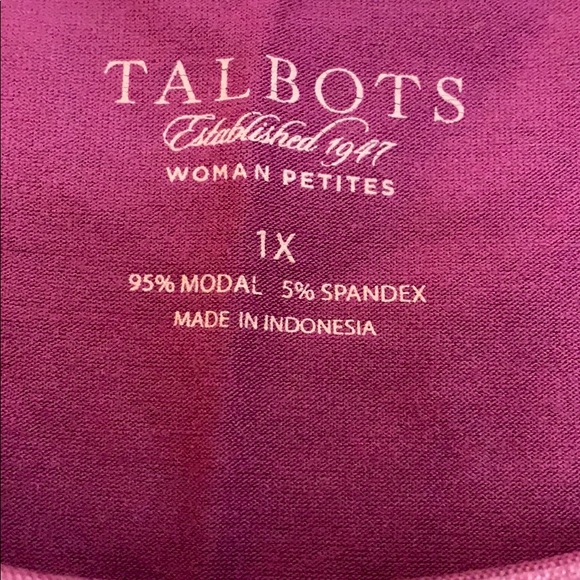 TALBOTS
Established 1947
WOMAN PETITES
1X
95% MODAL 5% SPANDEX
MADE IN INDONESIA